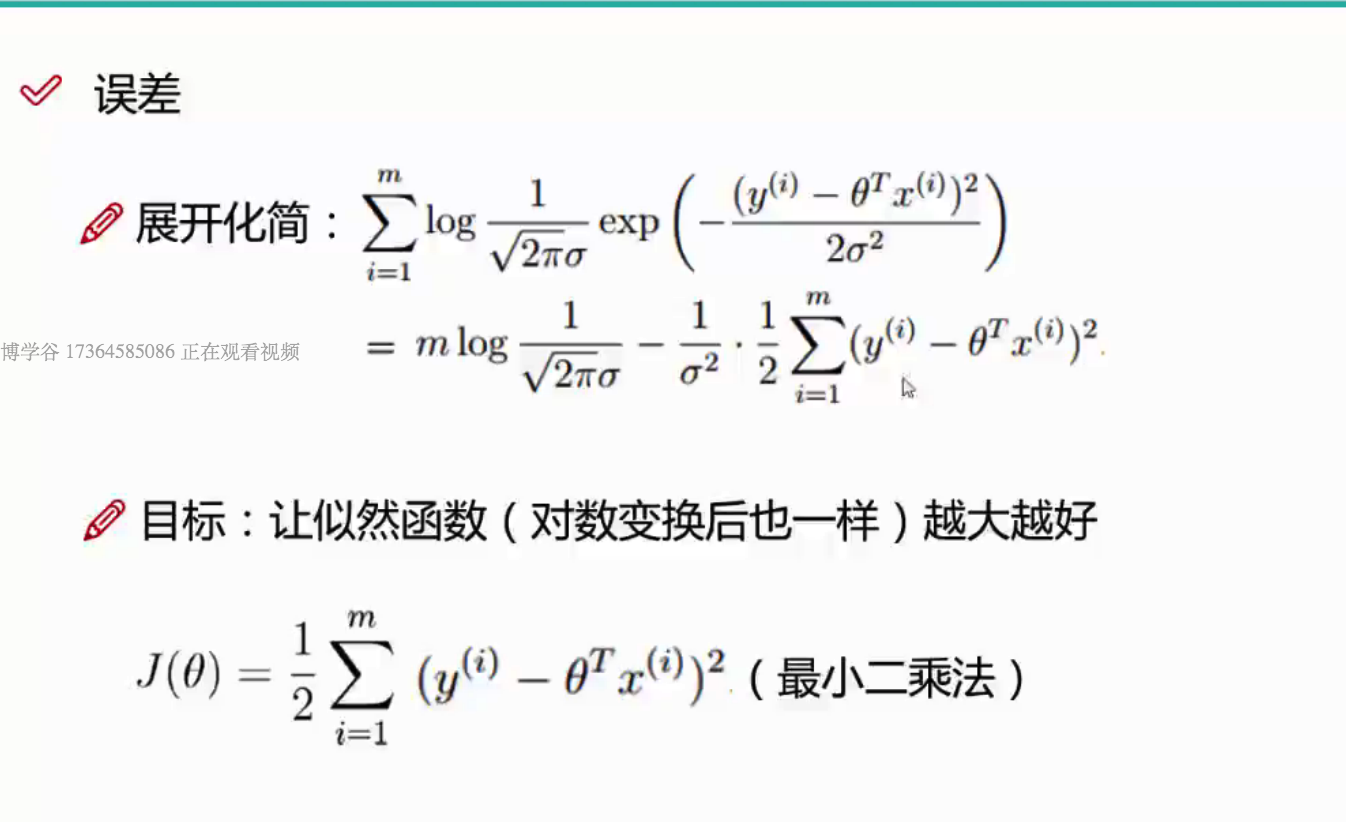 误差
展开化简：$\sum_{i=1}^{m} \log \frac{1}{\sqrt{2\pi}\sigma} \exp\left(-\frac{(y^{(i)} - \theta^T x^{(i)})^2}{2\sigma^2}\right)$
$= m \log \frac{1}{\sqrt{2\pi}\sigma} - \frac{1}{\sigma^2} \cdot \frac{1}{2} \sum_{i=1}^{m} (y^{(i)} - \theta^T x^{(i)})^2.$
博学谷 17364585086 正在观看视频
目标：让似然函数（对数变换后也一样）越大越好
$J(\theta) = \frac{1}{2} \sum_{i=1}^{m} (y^{(i)} - \theta^T x^{(i)})^2.$（最小二乘法）